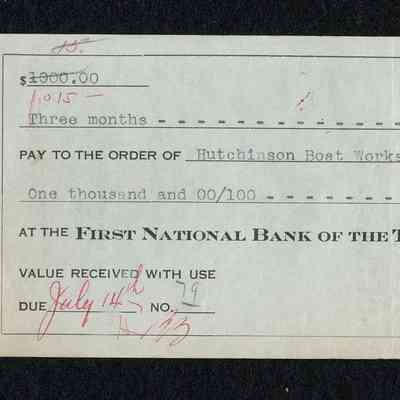 15.
$1000.00
1015 –
Three months - - - - - - - - - - - - -
PAY TO THE ORDER OF Hutchinson Boat Works
One thousand and 00/100 - - - - - - -
AT THE FIRST NATIONAL BANK OF THE T
VALUE RECEIVED WITH USE
DUE July 14th NO. 79